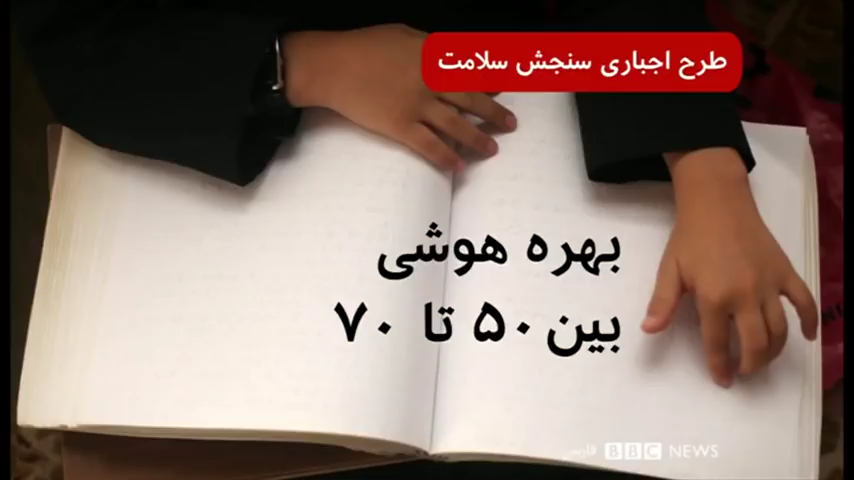 طرح اجباری سنجش سلامت
بهره هوشی
بین ۵۰ تا ۷۰
BBC NEWS فارسی